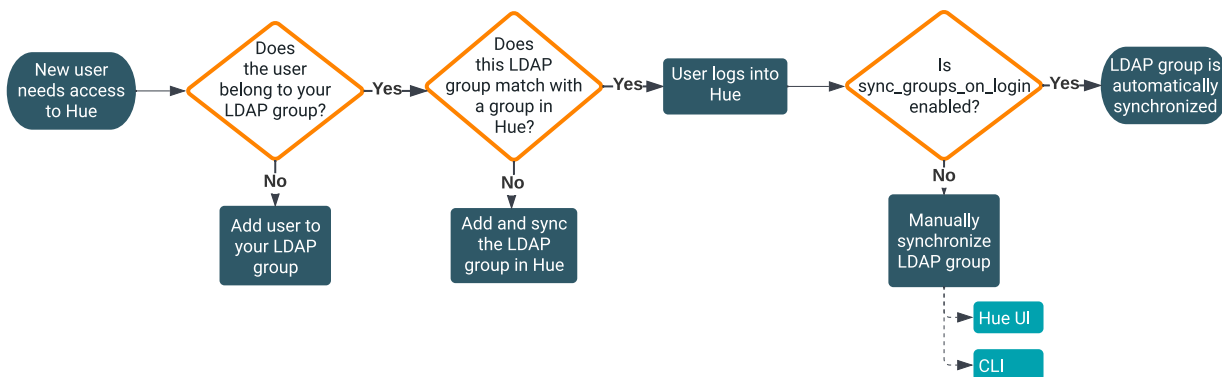 New user
needs access
to Hue
Does
the user
belong to your
LDAP group?
Yes
No
Add user to
your LDAP
group
Does
this LDAP
group match with
a group in
Hue?
Yes
No
Add and sync
the LDAP
group in Hue
User logs into
Hue
Is
sync_groups_on_login
enabled?
Yes
LDAP group is
automatically
synchronized
No
Manually
synchronize
LDAP group
Hue UI
CLI